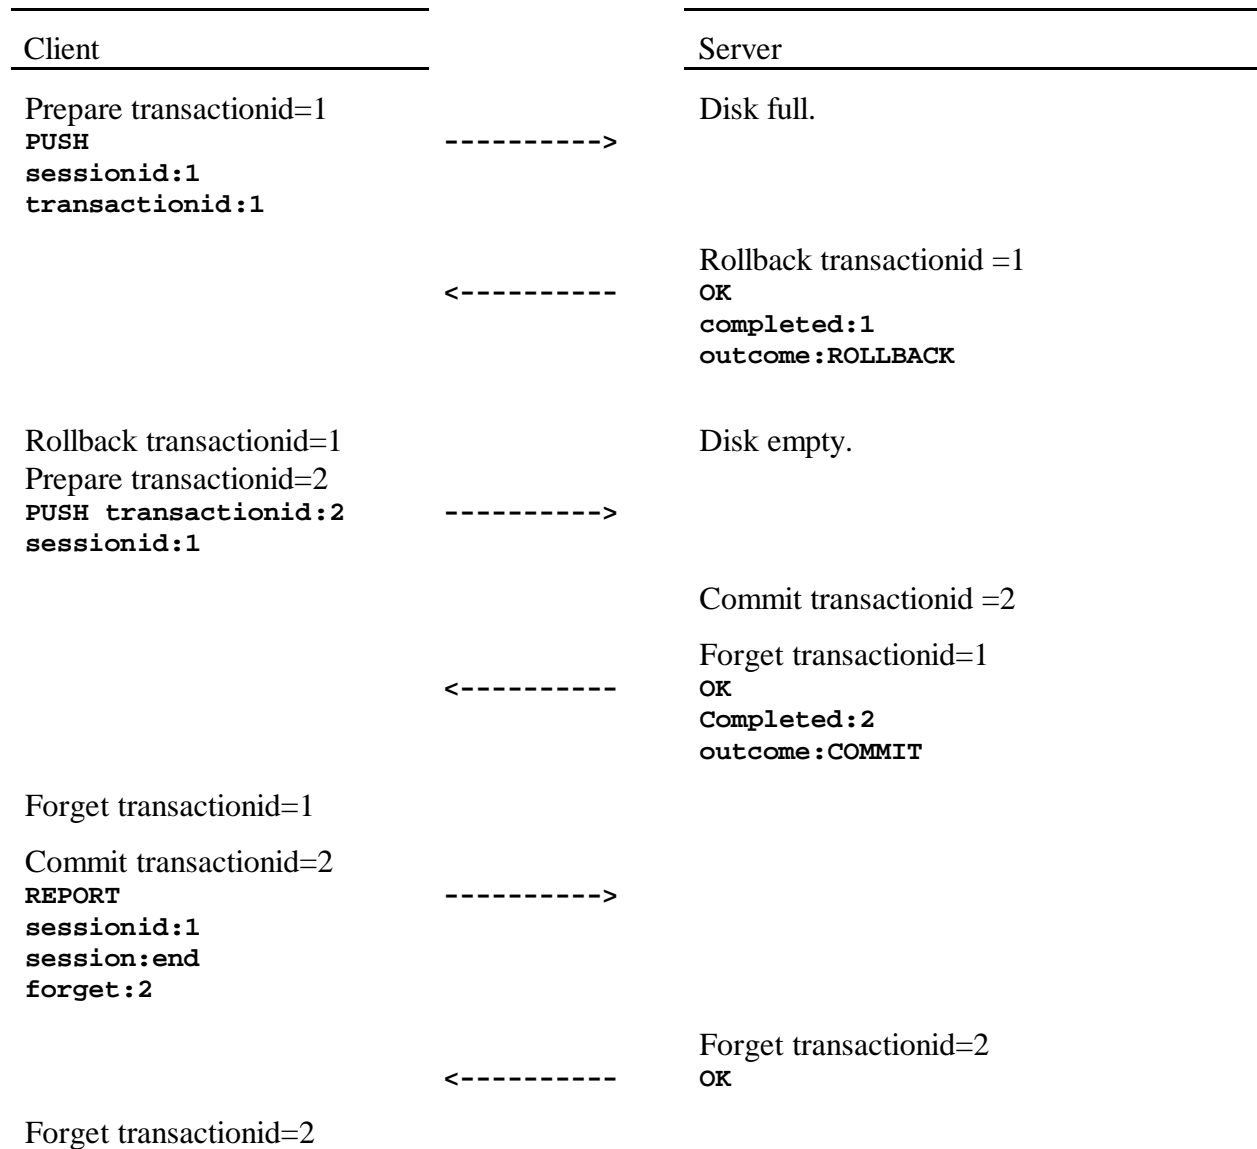 Client Server
Prepare transactionid=1 Disk full.
PUSH ---------->
sessionid:1
transactionid:1
Rollback transactionid =1
<---------- OK
completed:1
outcome:ROLLBACK
Rollback transactionid=1 Disk empty.
Prepare transactionid=2
PUSH transactionid:2 ---------->
sessionid:1
Commit transactionid =2
Forget transactionid=1
<---------- OK
Completed:2
outcome:COMMIT
Forget transactionid=1
Commit transactionid=2
REPORT ---------->
sessionid:1
session:end
forget:2
Forget transactionid=2
<---------- OK
Forget transactionid=2